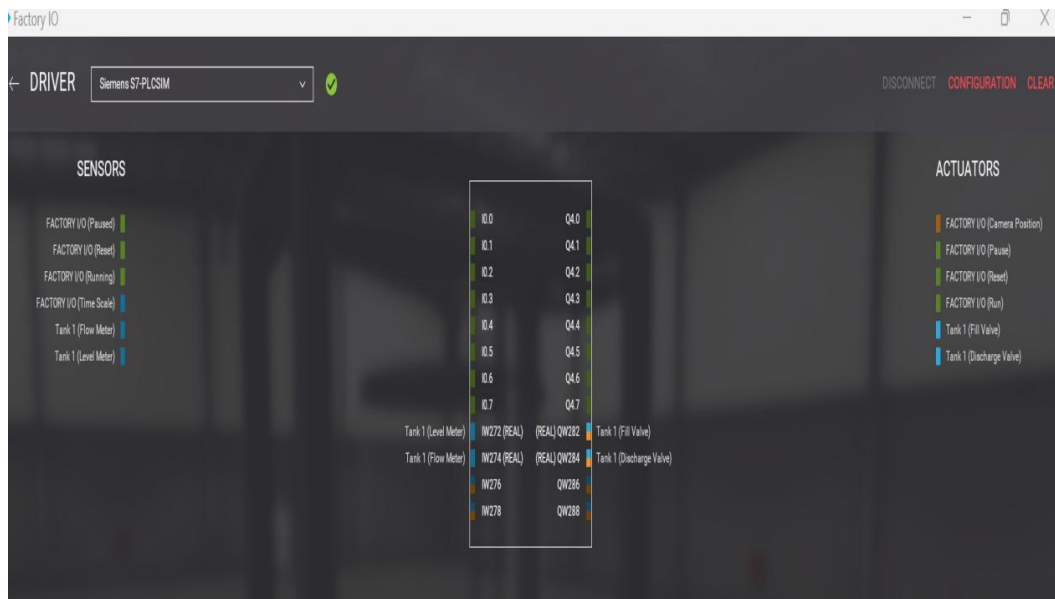 Factory IO
DRIVER Siemens S7-PLCSIM DISCONNECT CONFIGURATION CLEAR
SENSORS
FACTORY I/O (Paused)
FACTORY I/O (Reset)
FACTORY I/O (Running)
FACTORY I/O (Time Scale)
Tank 1 (Flow Meter)
Tank 1 (Level Meter)
I0.0 Q4.0
I0.1 Q4.1
I0.2 Q4.2
I0.3 Q4.3
I0.4 Q4.4
I0.5 Q4.5
I0.6 Q4.6
I0.7 Q4.7
Tank 1 (Level Meter) IW272 (REAL) (REAL) QW282 Tank 1 (Fill Valve)
Tank 1 (Flow Meter) IW274 (REAL) (REAL) QW284 Tank 1 (Discharge Valve)
IW276 QW286
IW278 QW288
ACTUATORS
FACTORY I/O (Camera Position)
FACTORY I/O (Pause)
FACTORY I/O (Reset)
FACTORY I/O (Run)
Tank 1 (Fill Valve)
Tank 1 (Discharge Valve)